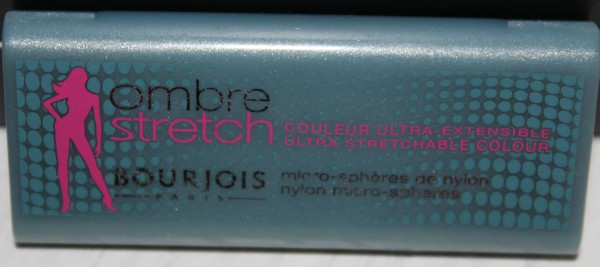 ombre
stretch
COULEUR ULTRA-EXTENSIBLE
ULTRA STRETCHABLE COLOUR
BOURJOIS
PARIS
micro-sphères de nylon
nylon micro-spheres